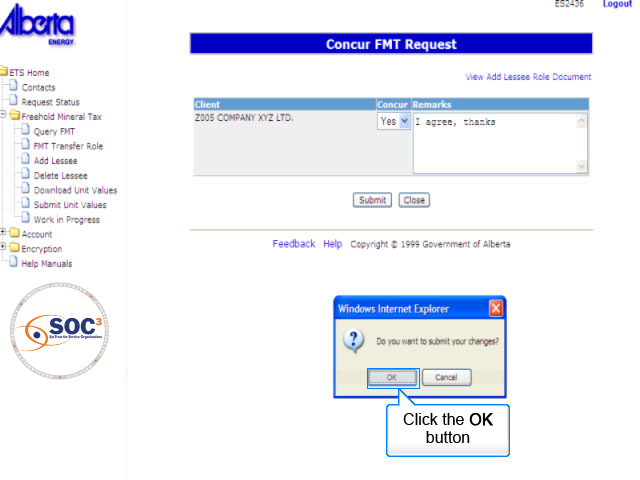 Alberta
ENERGY
ES2436 Logout
Concur FMT Request
View Add Lessee Role Document
ETS Home
Contacts
Request Status
Freehold Mineral Tax
Query FMT
FMT Transfer Role
Add Lessee
Delete Lessee
Download Unit Values
Submit Unit Values
Work in Progress
Account
Encryption
Help Manuals
Client Concur Remarks
Z005 COMPANY XYZ LTD. Yes I agree, thanks
Submit Close
Feedback Help Copyright © 1999 Government of Alberta
SOC3
SysTrust for Service Organizations
Windows Internet Explorer
Do you want to submit your changes?
OK Cancel
Click the OK
button